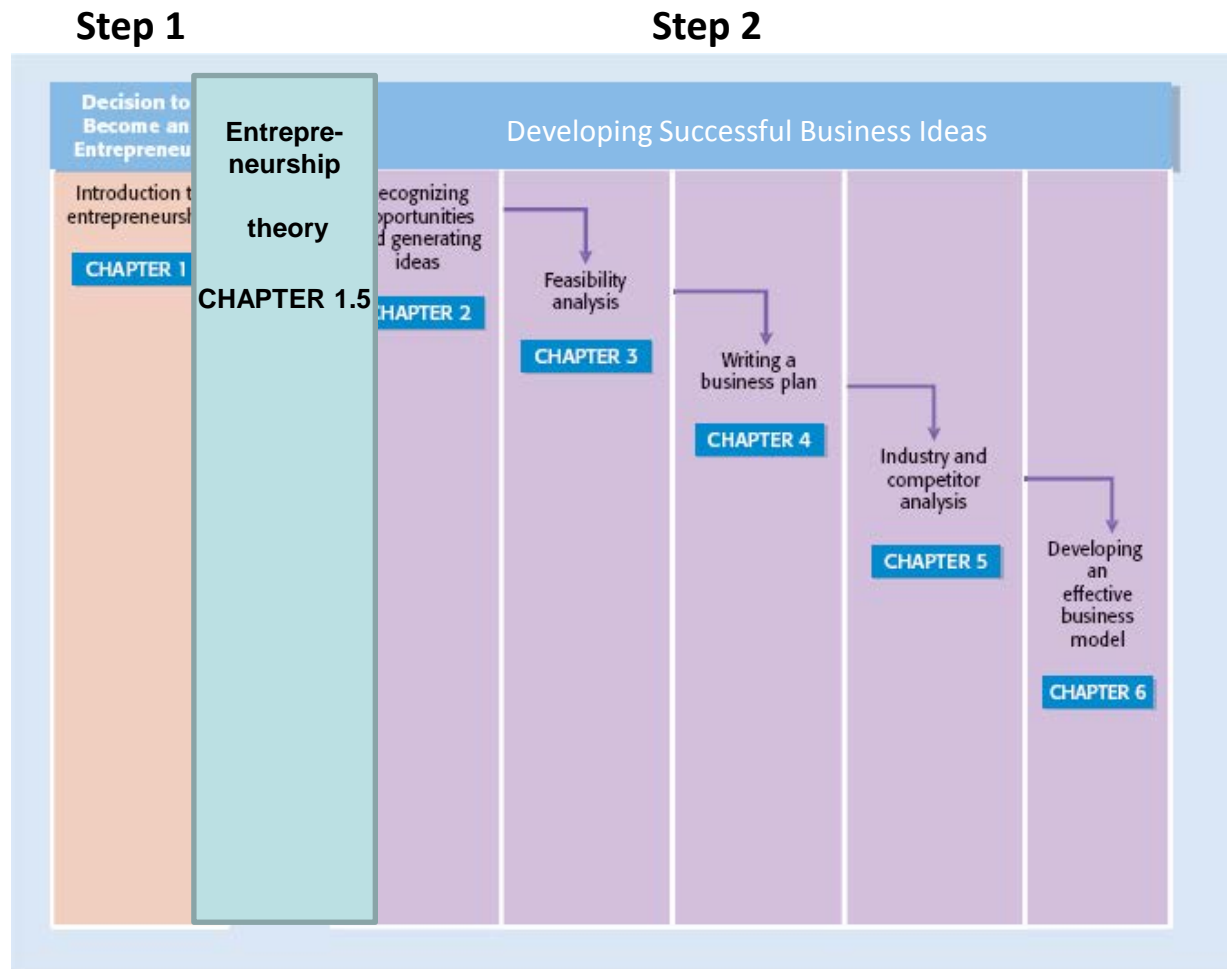 Step 1
Step 2
Decision to
Become an
Entrepreneu
Entrepre-
neurship
theory
CHAPTER 1.5
Developing Successful Business Ideas
Introduction t
entrepreneursh
CHAPTER 1
ecognizing
pportunities
d generating
ideas
HAPTER 2
Feasibility
analysis
CHAPTER 3
Writing a
business plan
CHAPTER 4
Industry and
competitor
analysis
CHAPTER 5
Developing
an
effective
business
model
CHAPTER 6